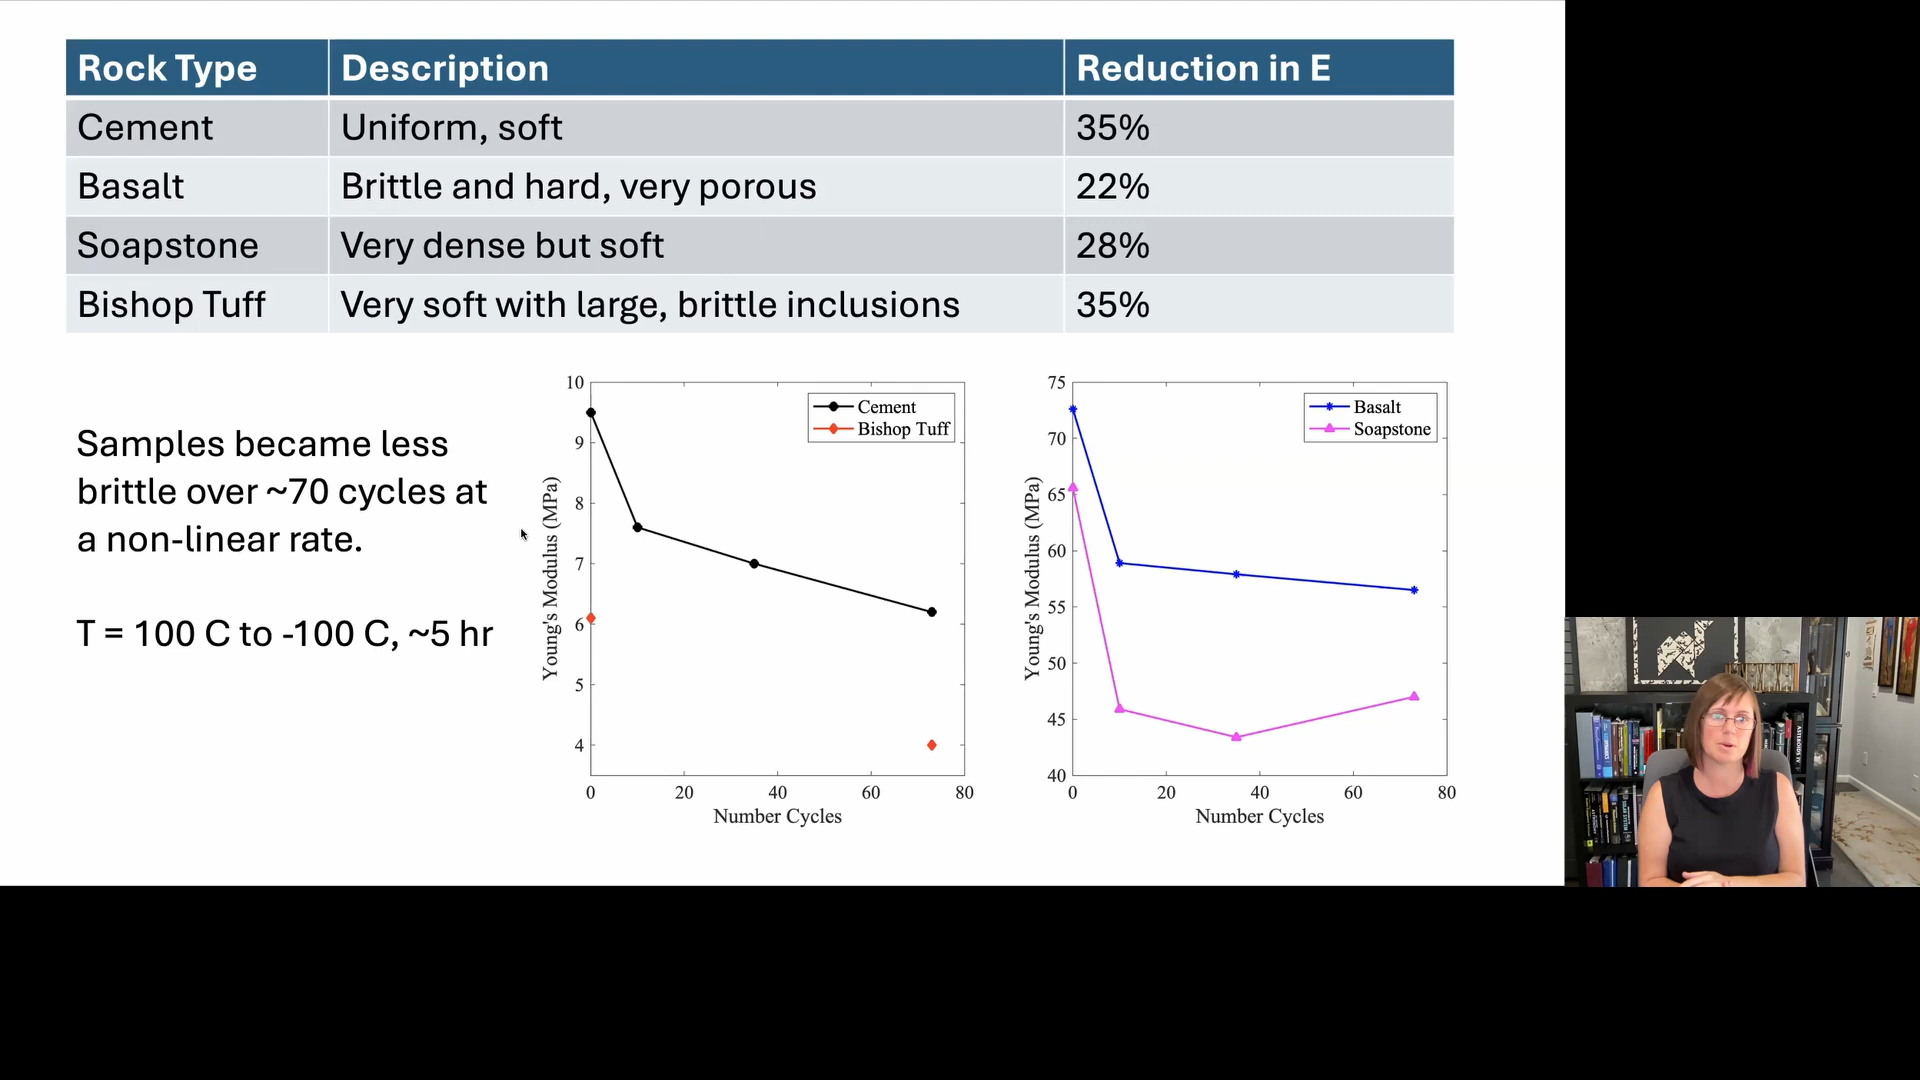 Rock Type Description Reduction in E
Cement Uniform, soft 35%
Basalt Brittle and hard, very porous 22%
Soapstone Very dense but soft 28%
Bishop Tuff Very soft with large, brittle inclusions 35%
Samples became less
brittle over ~70 cycles at
a non-linear rate.
T = 100 C to -100 C, ~5 hr
Young's Modulus (MPa)
10
9
8
7
6
5
4
Cement
Bishop Tuff
0 20 40 60 80
Number Cycles
Young's Modulus (MPa)
75
70
65
60
55
50
45
40
Basalt
Soapstone
0 20 40 60 80
Number Cycles
ASTEROIDS IV